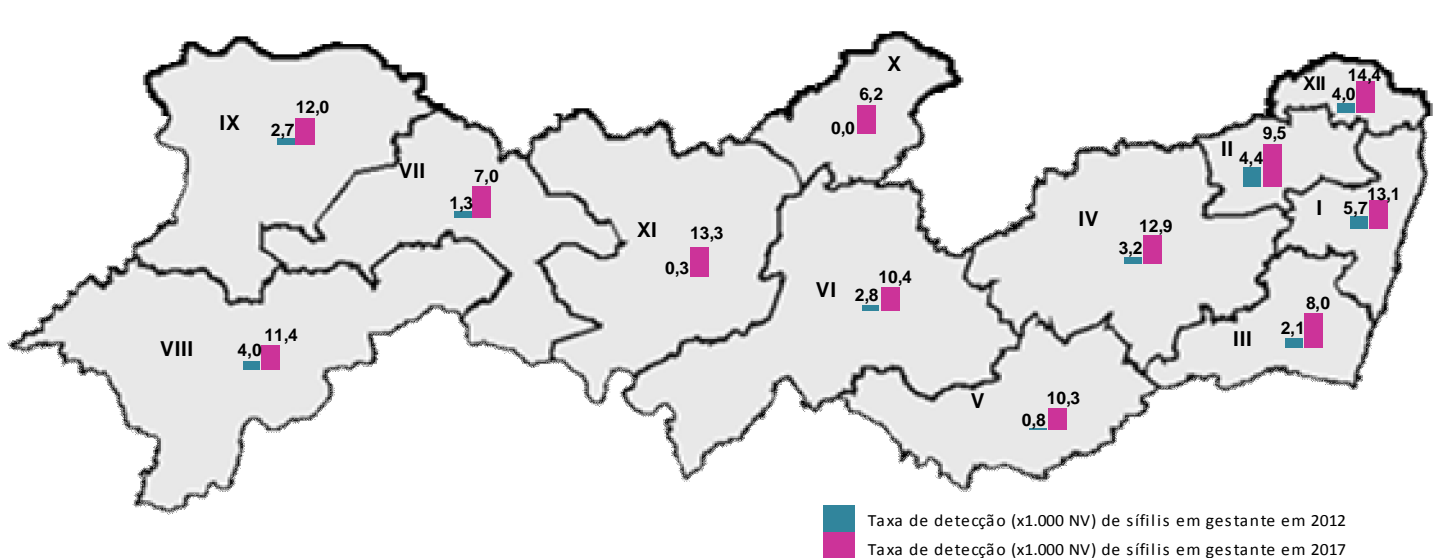 X
6,2
0,0
XII
14,4
4,0
IX
12,0
2,7
II
9,5
4,4
VII
7,0
1,3
I
13,1
5,7
IV
12,9
3,2
XI
13,3
0,3
VI
10,4
2,8
VIII
11,4
4,0
III
8,0
2,1
V
10,3
0,8
Taxa de detecção (x1.000 NV) de sífilis em gestante em 2012
Taxa de detecção (x1.000 NV) de sífilis em gestante em 2017